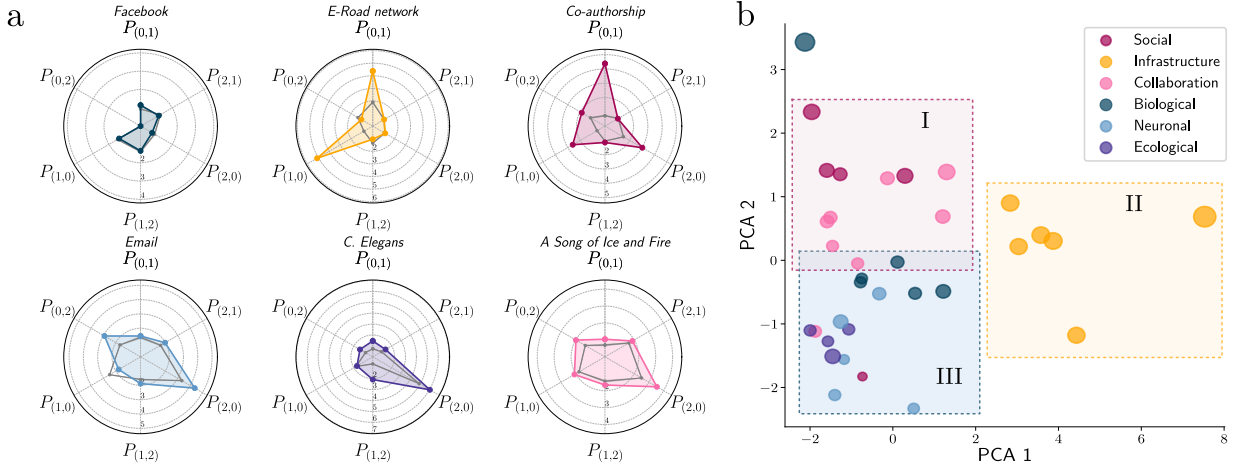 a
Facebook
P(0,1)
P(0,2)
P(2,1)
P(1,0)
P(2,0)
P(1,2)
2
3
4
E-Road network
P(0,1)
P(0,2)
P(2,1)
P(1,0)
P(2,0)
P(1,2)
2
3
4
5
6
Co-authorship
P(0,1)
P(0,2)
P(2,1)
P(1,0)
P(2,0)
P(1,2)
2
3
4
Email
P(0,1)
P(0,2)
P(2,1)
P(1,0)
P(2,0)
P(1,2)
3
4
5
C. Elegans
P(0,1)
P(0,2)
P(2,1)
P(1,0)
P(2,0)
P(1,2)
2
3
4
5
6
7
A Song of Ice and Fire
P(0,1)
P(0,2)
P(2,1)
P(1,0)
P(2,0)
P(1,2)
2
4
b
Social
Infrastructure
Collaboration
Biological
Neuronal
Ecological
I
II
III
PCA 2
3
2
1
0
−1
−2
−2
0
2
4
6
8
PCA 1